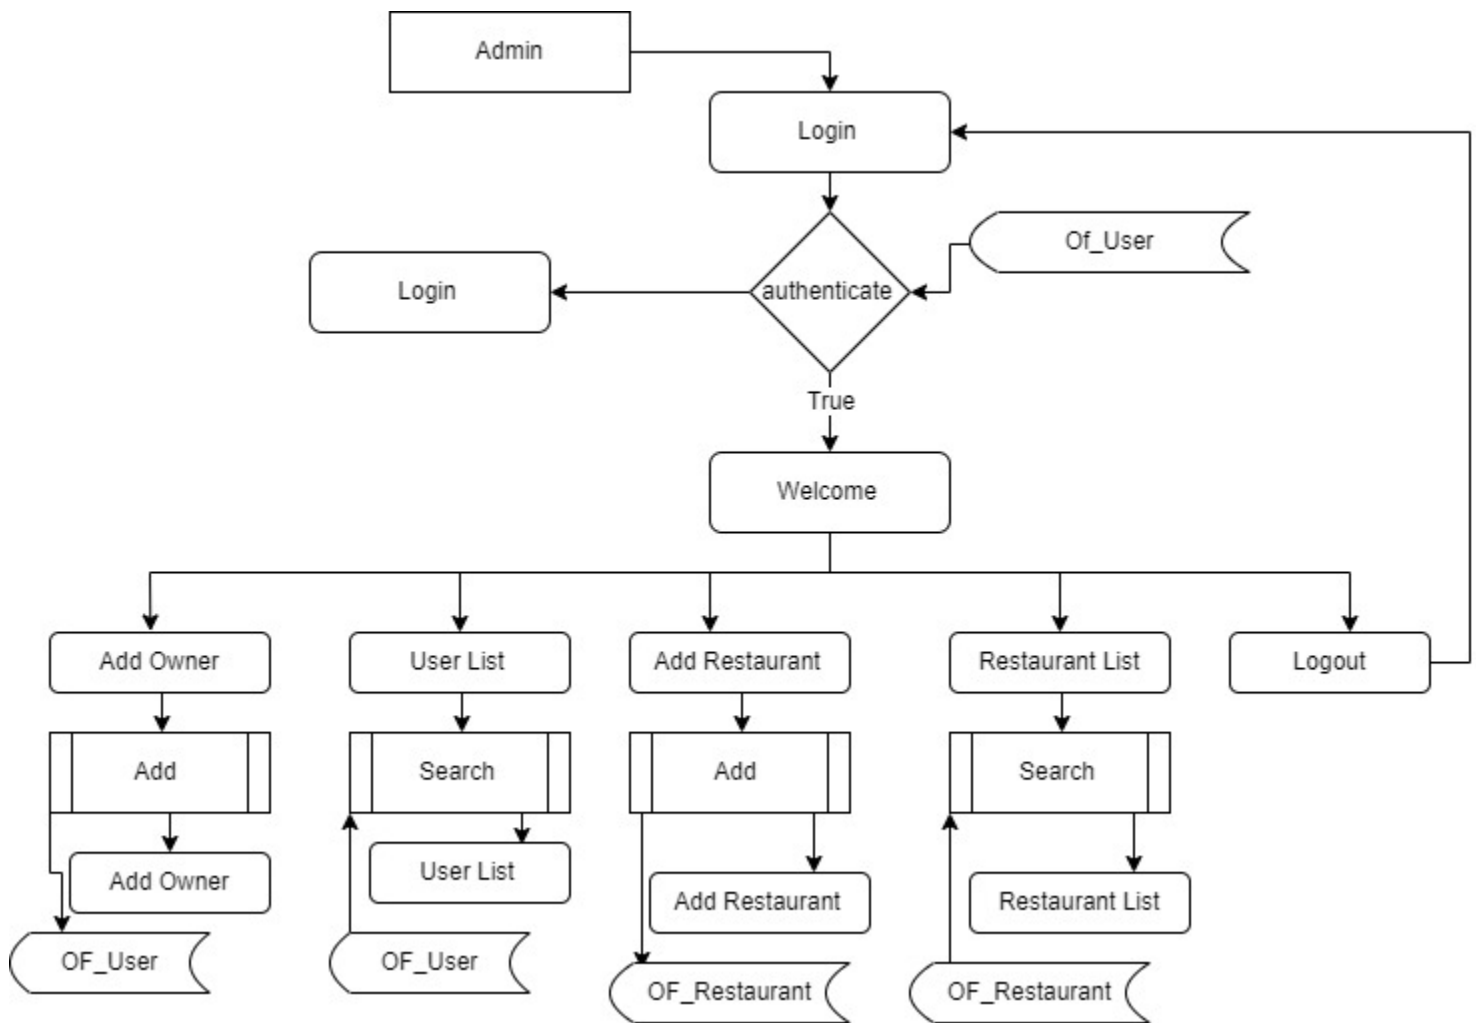 Admin
Login
Of_User
Login
authenticate
True
Welcome
Add Owner
User List
Add Restaurant
Restaurant List
Logout
Add
Search
Add
Search
Add Owner
User List
Add Restaurant
Restaurant List
OF_User
OF_User
OF_Restaurant
OF_Restaurant